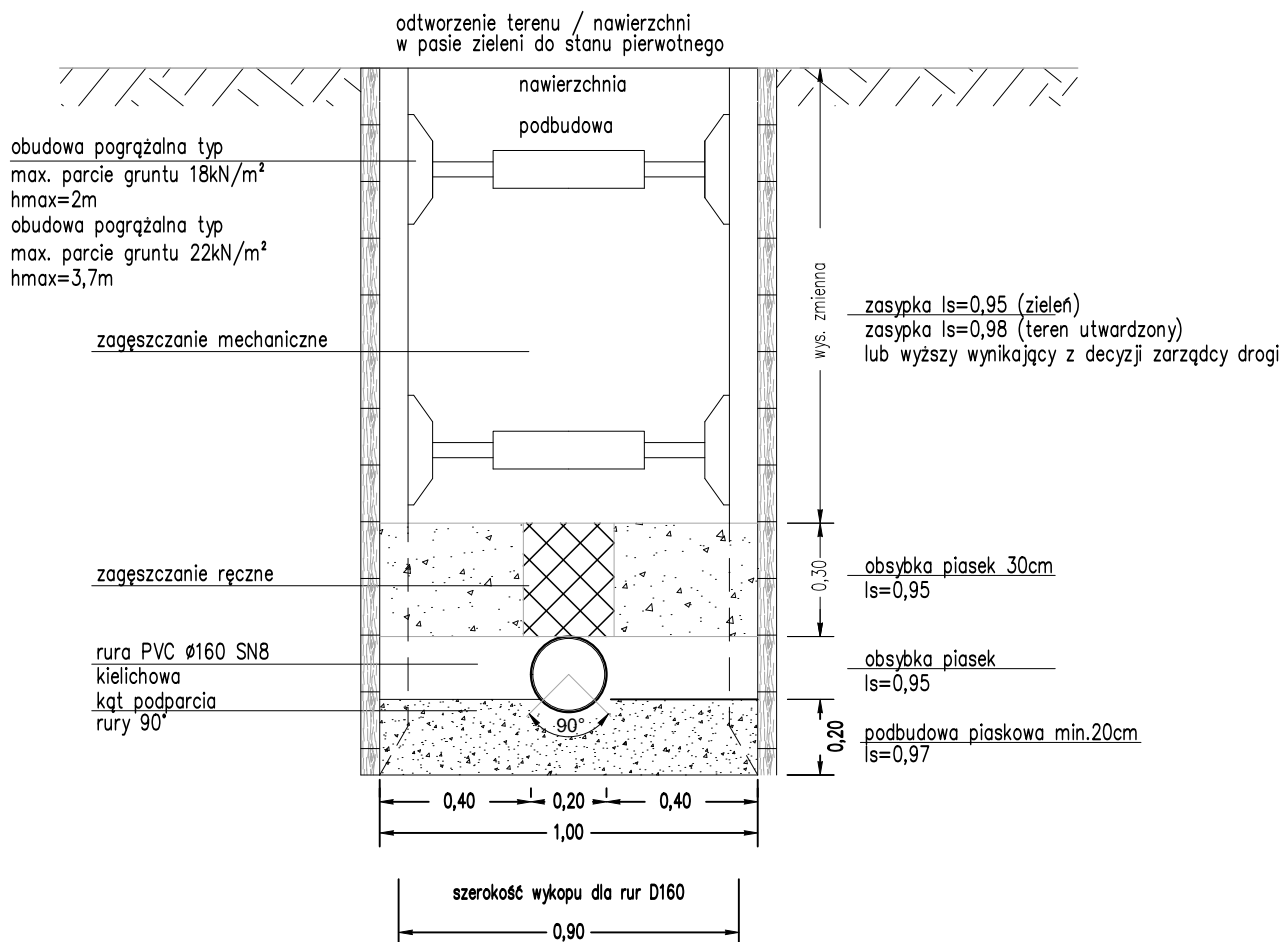 odtworzenie terenu / nawierzchni
w pasie zieleni do stanu pierwotnego
nawierzchnia
podbudowa
obudowa pogrążalna typ
max. parcie gruntu 18kN/m²
hmax=2m
obudowa pogrążalna typ
max. parcie gruntu 22kN/m²
hmax=3,7m
zagęszczanie mechaniczne
wys. zmienna
zasypka Is=0,95 (zieleń)
zasypka Is=0,98 (teren utwardzony)
lub wyższy wynikający z decyzji zarządcy drogi
zagęszczanie ręczne
0,30
obsybka piasek 30cm
Is=0,95
rura PVC Ø160 SN8
kielichowa
kąt podparcia
rury 90°
90°
obsybka piasek
Is=0,95
0,20
podbudowa piaskowa min.20cm
Is=0,97
0,40
0,20
0,40
1,00
szerokość wykopu dla rur D160
0,90